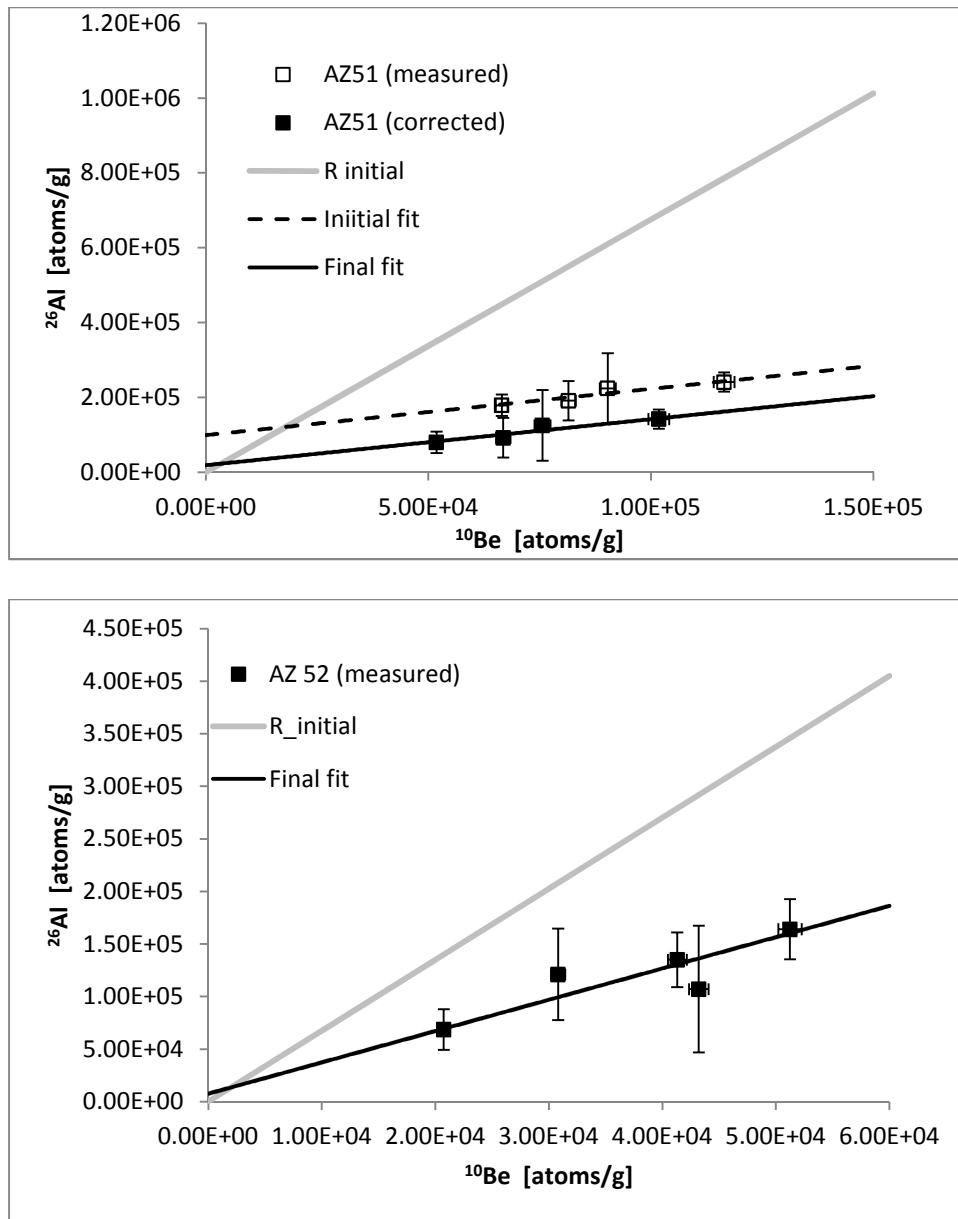 1.20E+06
1.00E+06
8.00E+05
6.00E+05
4.00E+05
2.00E+05
0.00E+00
²⁶Al [atoms/g]
AZ51 (measured)
AZ51 (corrected)
R initial
Iniitial fit
Final fit
0.00E+00 5.00E+04 1.00E+05 1.50E+05
¹⁰Be [atoms/g]
4.50E+05
4.00E+05
3.50E+05
3.00E+05
2.50E+05
2.00E+05
1.50E+05
1.00E+05
5.00E+04
0.00E+00
²⁶Al [atoms/g]
AZ 52 (measured)
R_initial
Final fit
0.00E+00 1.00E+04 2.00E+04 3.00E+04 4.00E+04 5.00E+04 6.00E+04
¹⁰Be [atoms/g]